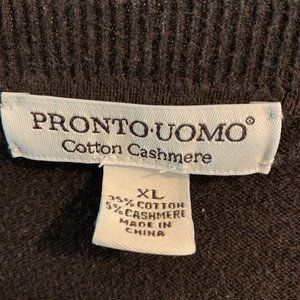 PRONTO·UOMO®
Cotton Cashmere
XL
95% COTTON
5% CASHMERE
MADE IN
CHINA